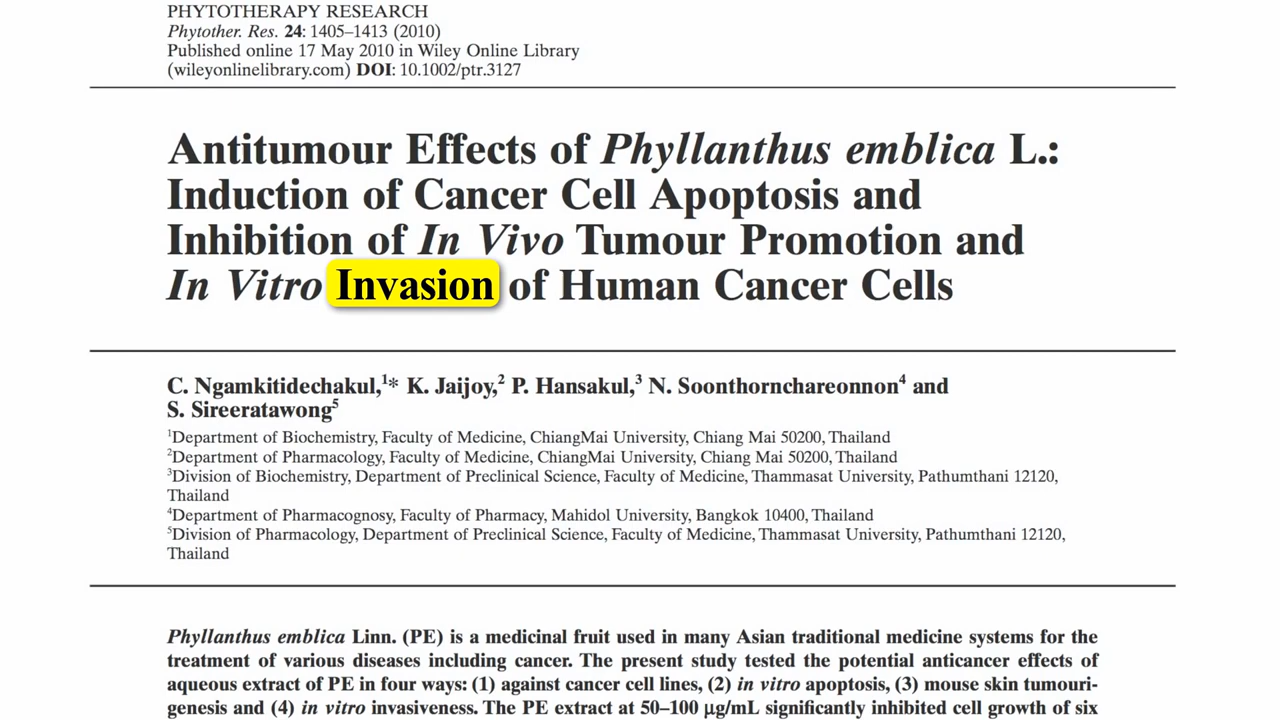 PHYTOTHERAPY RESEARCH
Phytother. Res. 24: 1405–1413 (2010)
Published online 17 May 2010 in Wiley Online Library
(wileyonlinelibrary.com) DOI: 10.1002/ptr.3127
Antitumour Effects of Phyllanthus emblica L.:
Induction of Cancer Cell Apoptosis and
Inhibition of In Vivo Tumour Promotion and
In Vitro Invasion of Human Cancer Cells
C. Ngamkitidechakul,¹* K. Jaijoy,² P. Hansakul,³ N. Soonthornchareonnon⁴ and
S. Sireeratawong⁵
¹Department of Biochemistry, Faculty of Medicine, ChiangMai University, Chiang Mai 50200, Thailand
²Department of Pharmacology, Faculty of Medicine, ChiangMai University, Chiang Mai 50200, Thailand
³Division of Biochemistry, Department of Preclinical Science, Faculty of Medicine, Thammasat University, Pathumthani 12120,
Thailand
⁴Department of Pharmacognosy, Faculty of Pharmacy, Mahidol University, Bangkok 10400, Thailand
⁵Division of Pharmacology, Department of Preclinical Science, Faculty of Medicine, Thammasat University, Pathumthani 12120,
Thailand
Phyllanthus emblica Linn. (PE) is a medicinal fruit used in many Asian traditional medicine systems for the
treatment of various diseases including cancer. The present study tested the potential anticancer effects of
aqueous extract of PE in four ways: (1) against cancer cell lines, (2) in vitro apoptosis, (3) mouse skin tumouri-
genesis and (4) in vitro invasiveness. The PE extract at 50–100 μg/mL significantly inhibited cell growth of six